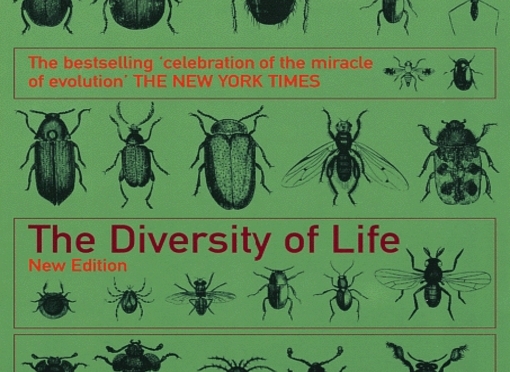 The bestselling 'celebration of the miracle
of evolution' THE NEW YORK TIMES
The Diversity of Life
New Edition